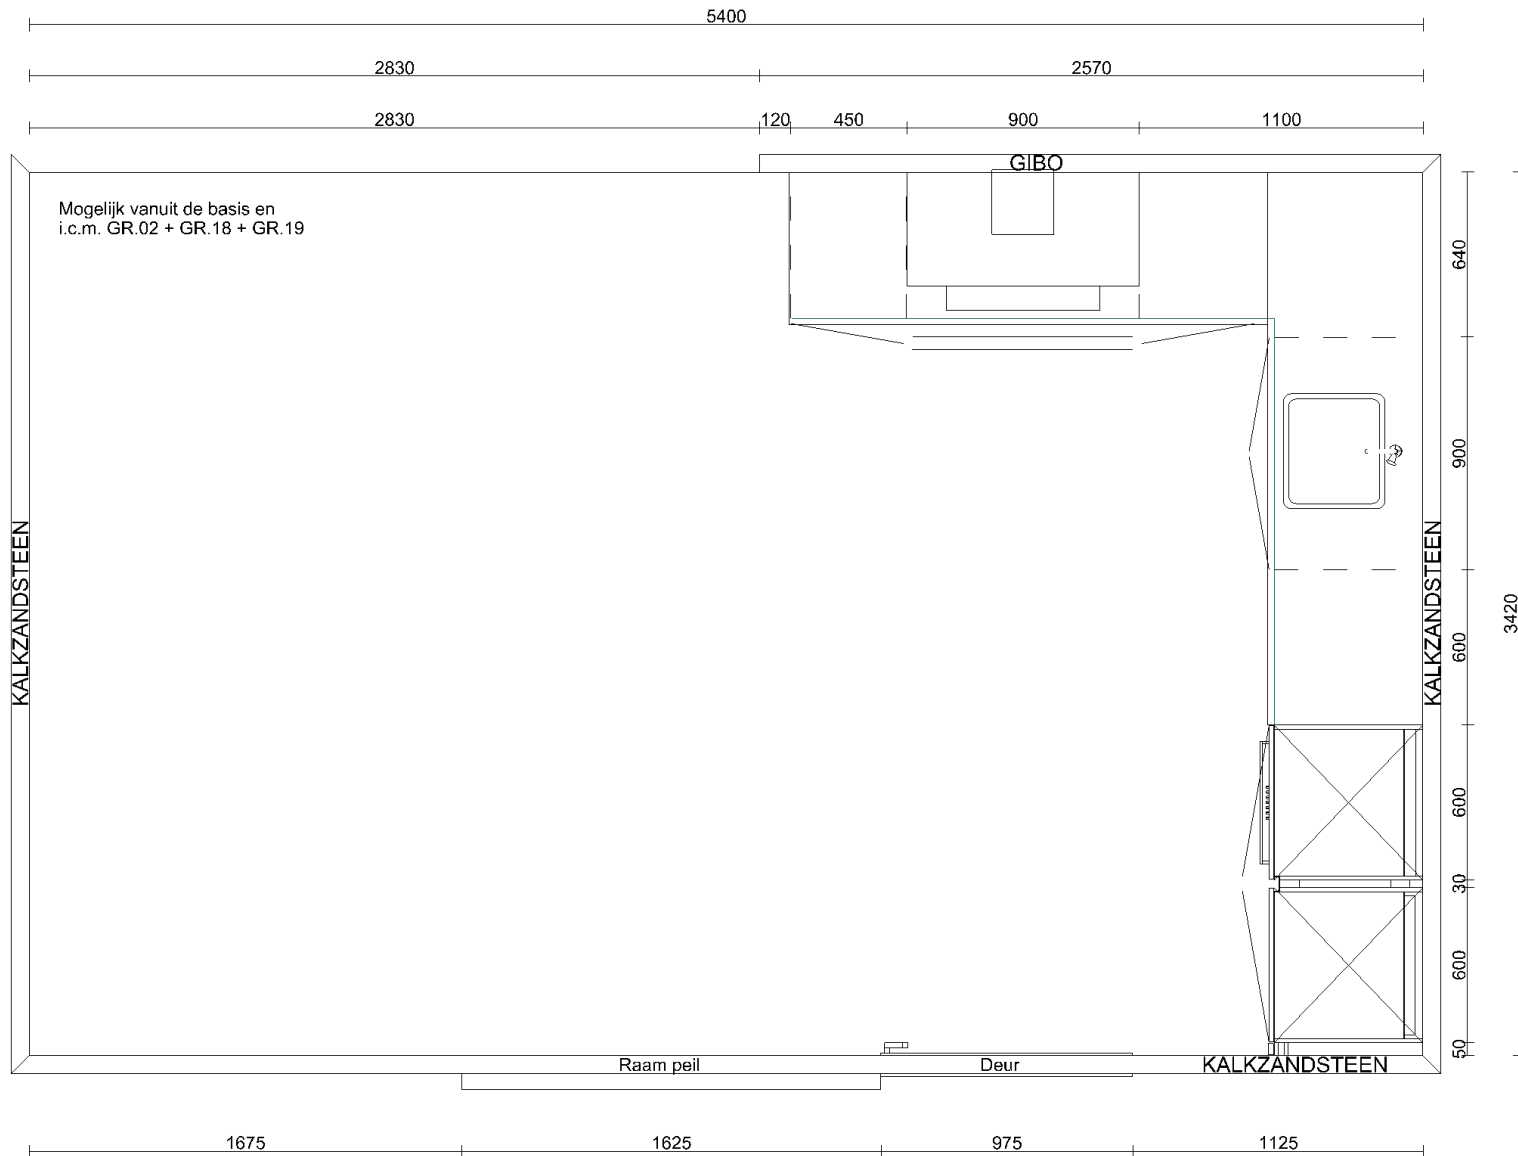 5400
2830
2570
2830
120
450
900
1100
GIBO
Mogelijk vanuit de basis en
i.c.m. GR.02 + GR.18 + GR.19
640
900
600
3420
600
30
600
50
KALKZANDSTEEN
KALKZANDSTEEN
Raam peil
Deur
KALKZANDSTEEN
1675
1625
975
1125